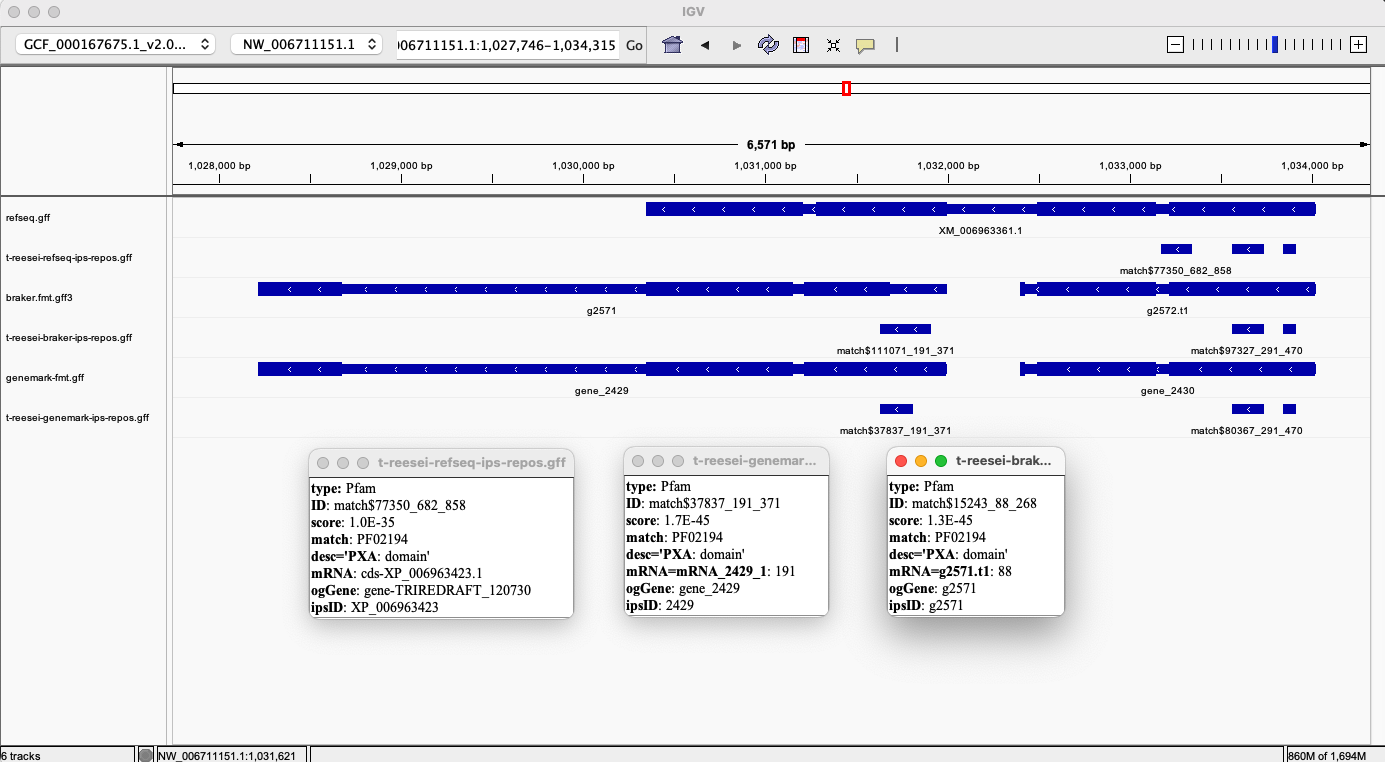 IGV
GCF_000167675.1_v2.0... NW_006711151.1 006711151.1:1,027,746-1,034,315 Go
6,571 bp
1,028,000 bp 1,029,000 bp 1,030,000 bp 1,031,000 bp 1,032,000 bp 1,033,000 bp 1,034,000 bp
refseq.gff
XM_006963361.1
t-reesei-refseq-ips-repos.gff
match$77350_682_858
braker.fmt.gff3
g2571 g2572.t1
t-reesei-braker-ips-repos.gff
match$111071_191_371 match$97327_291_470
genemark-fmt.gff
gene_2429 gene_2430
t-reesei-genemark-ips-repos.gff
match$37837_191_371 match$80367_291_470
t-reesei-refseq-ips-repos.gff
type: Pfam
ID: match$77350_682_858
score: 1.0E-35
match: PF02194
desc='PXA: domain'
mRNA: cds-XP_006963423.1
ogGene: gene-TRIREDRAFT_120730
ipsID: XP_006963423
t-reesei-genemar...
type: Pfam
ID: match$37837_191_371
score: 1.7E-45
match: PF02194
desc='PXA: domain'
mRNA=mRNA_2429_1: 191
ogGene: gene_2429
ipsID: 2429
t-reesei-brak...
type: Pfam
ID: match$15243_88_268
score: 1.3E-45
match: PF02194
desc='PXA: domain'
mRNA=g2571.t1: 88
ogGene: g2571
ipsID: g2571
6 tracks NW_006711151.1:1,031,621 860M of 1,694M